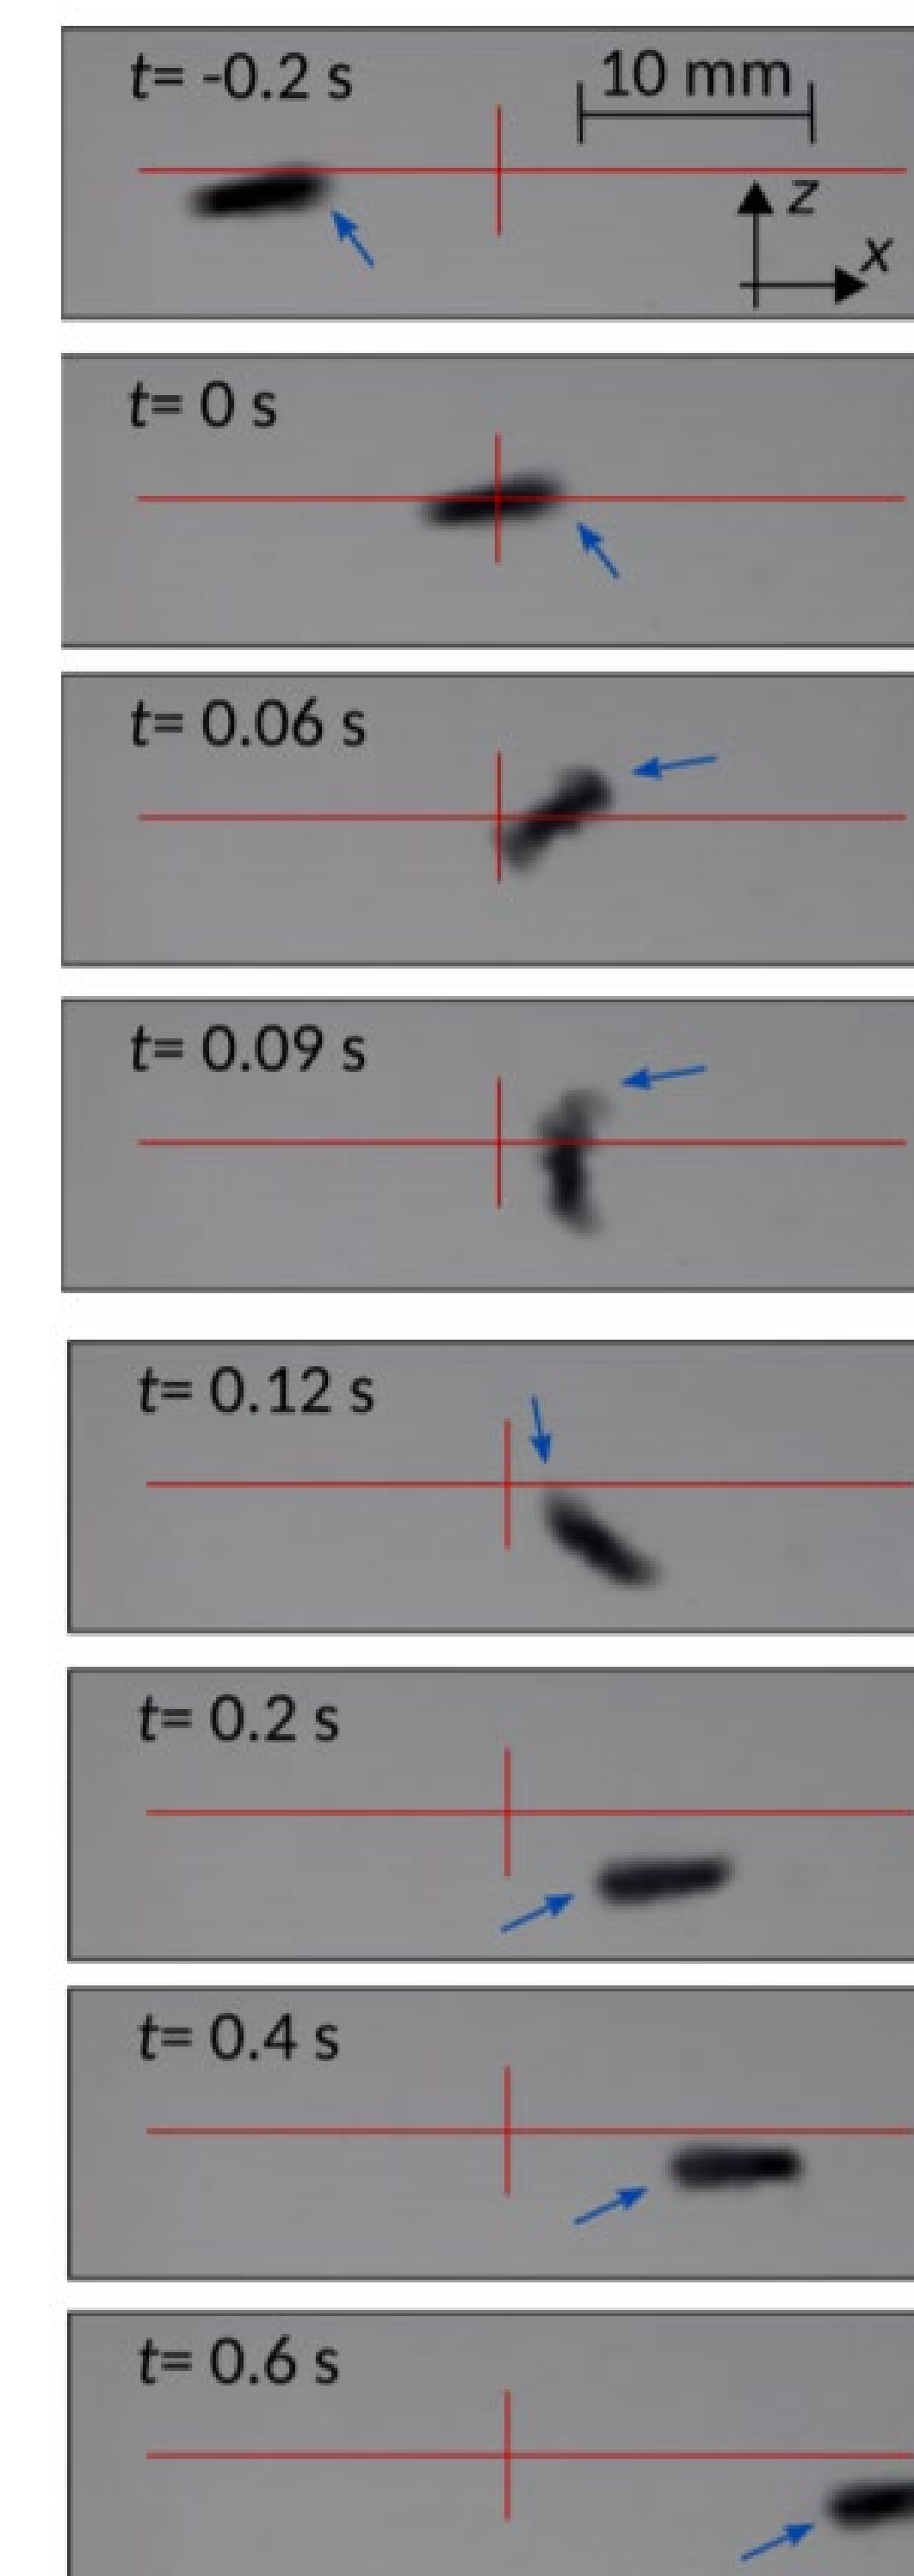 t= -0.2 s
10 mm
z
x
t= 0 s
t= 0.06 s
t= 0.09 s
t= 0.12 s
t= 0.2 s
t= 0.4 s
t= 0.6 s